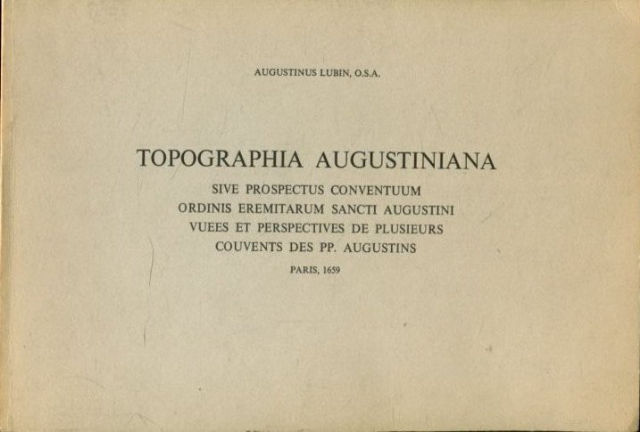 AUGUSTINUS LUBIN, O.S.A.
TOPOGRAPHIA AUGUSTINIANA
SIVE PROSPECTUS CONVENTUUM
ORDINIS EREMITARUM SANCTI AUGUSTINI
VUEES ET PERSPECTIVES DE PLUSIEURS
COUVENTS DES PP. AUGUSTINS
PARIS, 1659